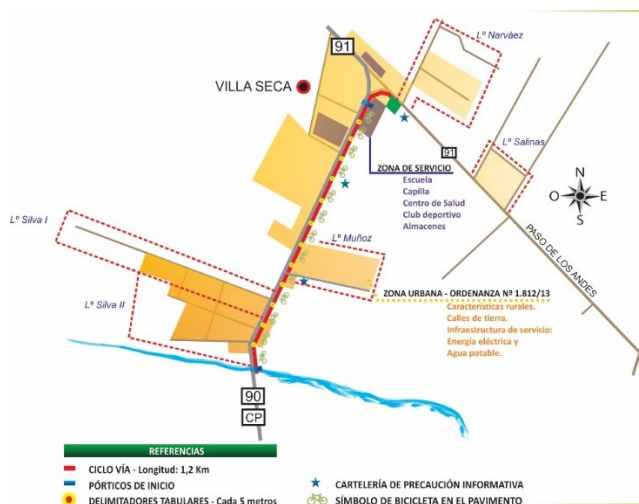 91
Lº Narváez
VILLA SECA
Lº Salinas
91
ZONA DE SERVICIO
Escuela
Capilla
Centro de Salud
Club deportivo
Almacenes
N
O
E
S
Lº Silva I
Lº Muñoz
PASO DE LOS ANDES
Lº Silva II
ZONA URBANA - ORDENANZA Nº 1.812/13
Características rurales.
Calles de tierra.
Infraestructura de servicio:
Energía eléctrica y
Agua potable.
90
CP
REFERENCIAS
CICLO VÍA - Longitud: 1,2 Km
PÓRTICOS DE INICIO
CARTELERÍA DE PRECAUCIÓN INFORMATIVA
DELIMITADORES TABULARES - Cada 5 metros
SÍMBOLO DE BICICLETA EN EL PAVIMENTO